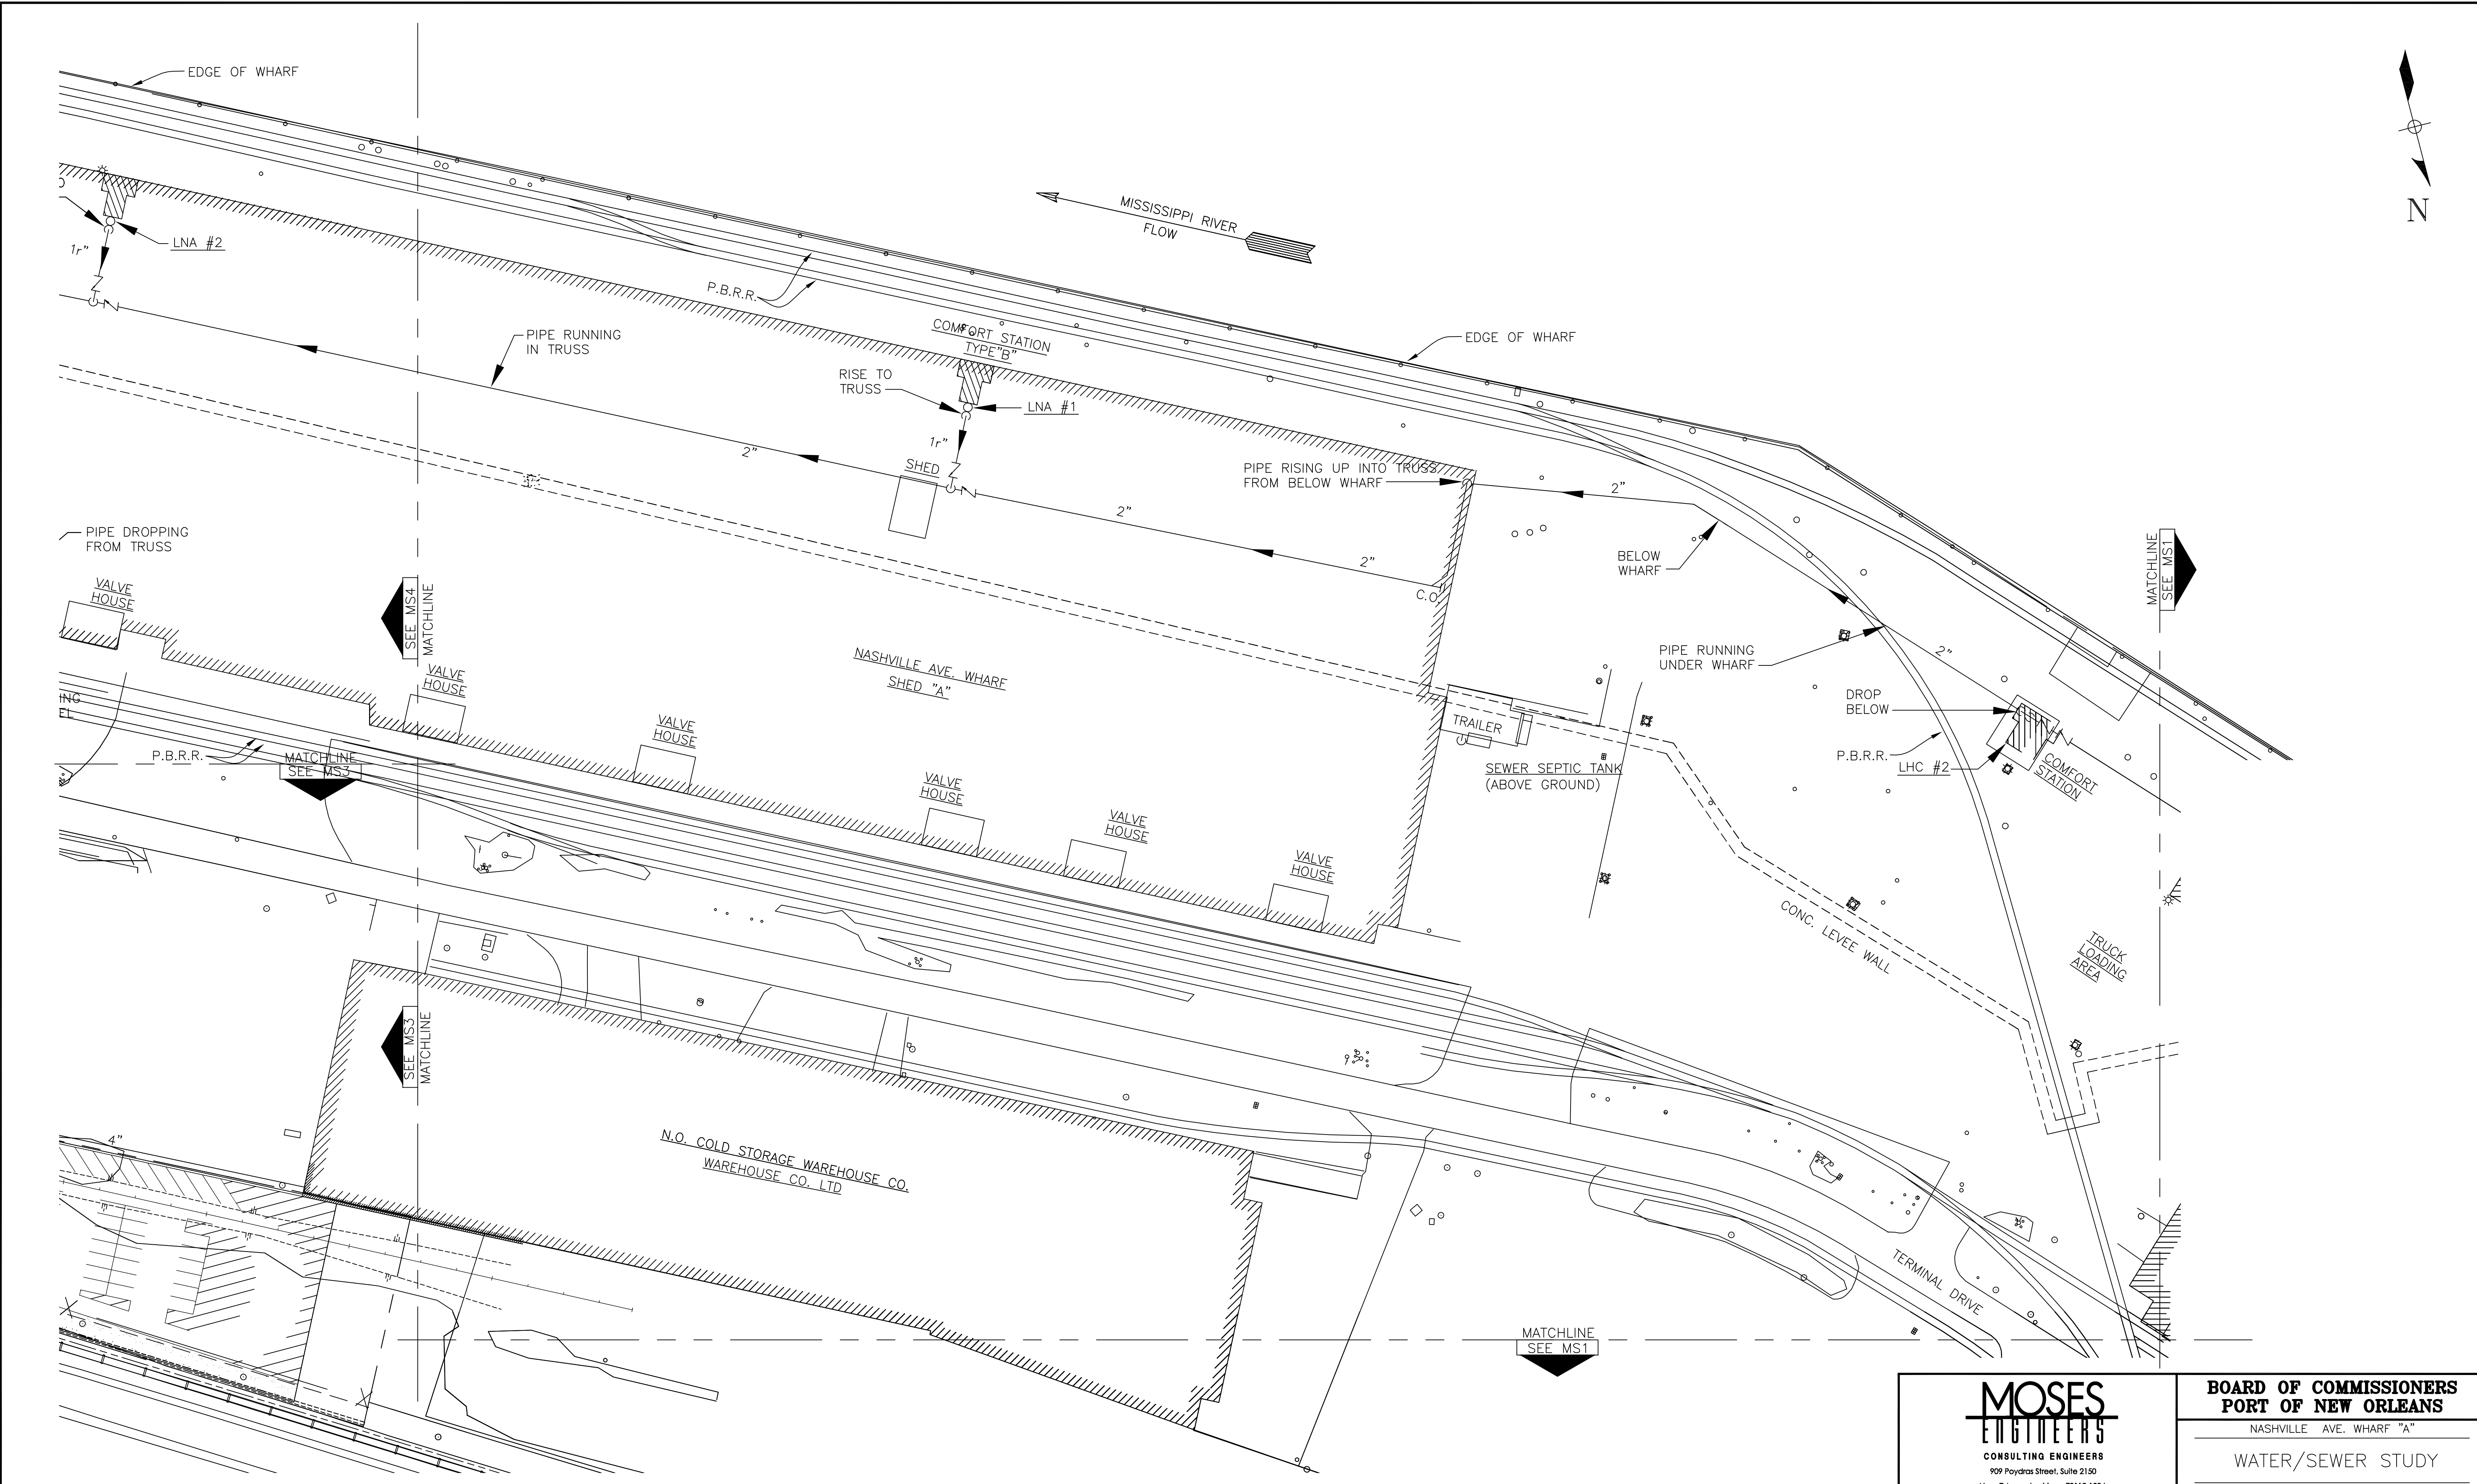 EDGE OF WHARF
N
MISSISSIPPI RIVER
FLOW
LNA #2
1r"
P.B.R.R.
PIPE RUNNING
IN TRUSS
COMFORT STATION
TYPE"B"
EDGE OF WHARF
RISE TO
TRUSS
LNA #1
1r"
2"
SHED
PIPE RISING UP INTO TRUSS
FROM BELOW WHARF
2"
2"
2"
C.O.
PIPE DROPPING
FROM TRUSS
BELOW
WHARF
MATCHLINE
SEE MS1
VALVE
HOUSE
SEE MS4
MATCHLINE
PIPE RUNNING
UNDER WHARF
2"
NASHVILLE AVE. WHARF
SHED "A"
VALVE
HOUSE
DROP
BELOW
VALVE
HOUSE
TRAILER
P.B.R.R.
MATCHLINE
SEE MS3
P.B.R.R.
LHC #2
COMFORT
STATION
SEWER SEPTIC TANK
(ABOVE GROUND)
VALVE
HOUSE
VALVE
HOUSE
VALVE
HOUSE
CONC. LEVEE WALL
TRUCK
LOADING
AREA
SEE MS3
MATCHLINE
4"
N.O. COLD STORAGE WAREHOUSE CO.
WAREHOUSE CO. LTD
TERMINAL DRIVE
MATCHLINE
SEE MS1
MOSES
ENGINEERS
CONSULTING ENGINEERS
909 Poydras Street, Suite 2150
BOARD OF COMMISSIONERS
PORT OF NEW ORLEANS
NASHVILLE AVE. WHARF "A"
WATER/SEWER STUDY